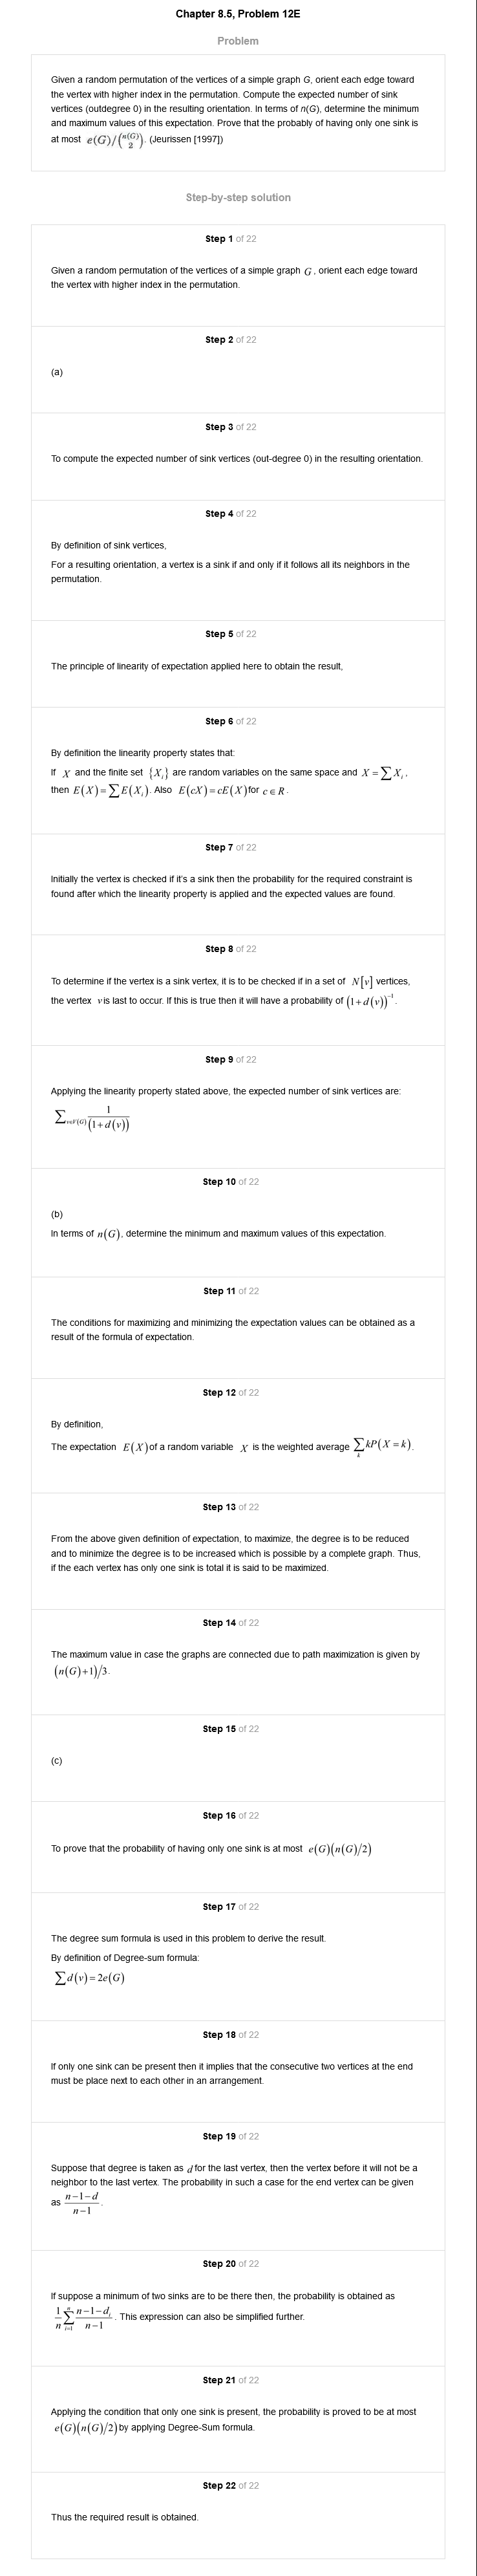 Chapter 8.5, Problem 12E
Problem
Given a random permutation of the vertices of a simple graph G, orient each edge toward
the vertex with higher index in the permutation. Compute the expected number of sink
vertices (outdegree 0) in the resulting orientation. In terms of n(G), determine the minimum
and maximum values of this expectation. Prove that the probably of having only one sink is
at most e(G)/(n(G) 2). (Jeurissen [1997])
Step-by-step solution
Step 1 of 22
Given a random permutation of the vertices of a simple graph G, orient each edge toward
the vertex with higher index in the permutation.
Step 2 of 22
(a)
Step 3 of 22
To compute the expected number of sink vertices (out-degree 0) in the resulting orientation.
Step 4 of 22
By definition of sink vertices,
For a resulting orientation, a vertex is a sink if and only if it follows all its neighbors in the
permutation.
Step 5 of 22
The principle of linearity of expectation applied here to obtain the result,
Step 6 of 22
By definition the linearity property states that:
If X and the finite set {X_i} are random variables on the same space and X = ∑X_i,
then E(X) = ∑E(X_i). Also E(cX) = cE(X) for c ∈ R.
Step 7 of 22
Initially the vertex is checked if it's a sink then the probability for the required constraint is
found after which the linearity property is applied and the expected values are found.
Step 8 of 22
To determine if the vertex is a sink vertex, it is to be checked if in a set of N[v] vertices,
the vertex v is last to occur. If this is true then it will have a probability of (1+d(v))^-1.
Step 9 of 22
Applying the linearity property stated above, the expected number of sink vertices are:
∑_v∈V(G) 1/(1+d(v))
Step 10 of 22
(b)
In terms of n(G), determine the minimum and maximum values of this expectation.
Step 11 of 22
The conditions for maximizing and minimizing the expectation values can be obtained as a
result of the formula of expectation.
Step 12 of 22
By definition,
The expectation E(X) of a random variable X is the weighted average ∑_k kP(X = k).
Step 13 of 22
From the above given definition of expectation, to maximize, the degree is to be reduced
and to minimize the degree is to be increased which is possible by a complete graph. Thus,
if the each vertex has only one sink is total it is said to be maximized.
Step 14 of 22
The maximum value in case the graphs are connected due to path maximization is given by
(n(G)+1)/3.
Step 15 of 22
(c)
Step 16 of 22
To prove that the probability of having only one sink is at most e(G)(n(G)/2)
Step 17 of 22
The degree sum formula is used in this problem to derive the result.
By definition of Degree-sum formula:
∑d(v) = 2e(G)
Step 18 of 22
If only one sink can be present then it implies that the consecutive two vertices at the end
must be place next to each other in an arrangement.
Step 19 of 22
Suppose that degree is taken as d for the last vertex, then the vertex before it will not be a
neighbor to the last vertex. The probability in such a case for the end vertex can be given
as (n-1-d)/(n-1).
Step 20 of 22
If suppose a minimum of two sinks are to be there then, the probability is obtained as
1/n ∑_{i=1}^n (n-1-d_i)/(n-1). This expression can also be simplified further.
Step 21 of 22
Applying the condition that only one sink is present, the probability is proved to be at most
e(G)(n(G)/2) by applying Degree-Sum formula.
Step 22 of 22
Thus the required result is obtained.